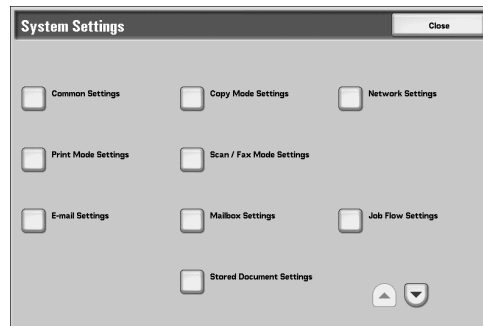 System Settings
Close
Common Settings
Copy Mode Settings
Network Settings
Print Mode Settings
Scan / Fax Mode Settings
E-mail Settings
Mailbox Settings
Job Flow Settings
Stored Document Settings